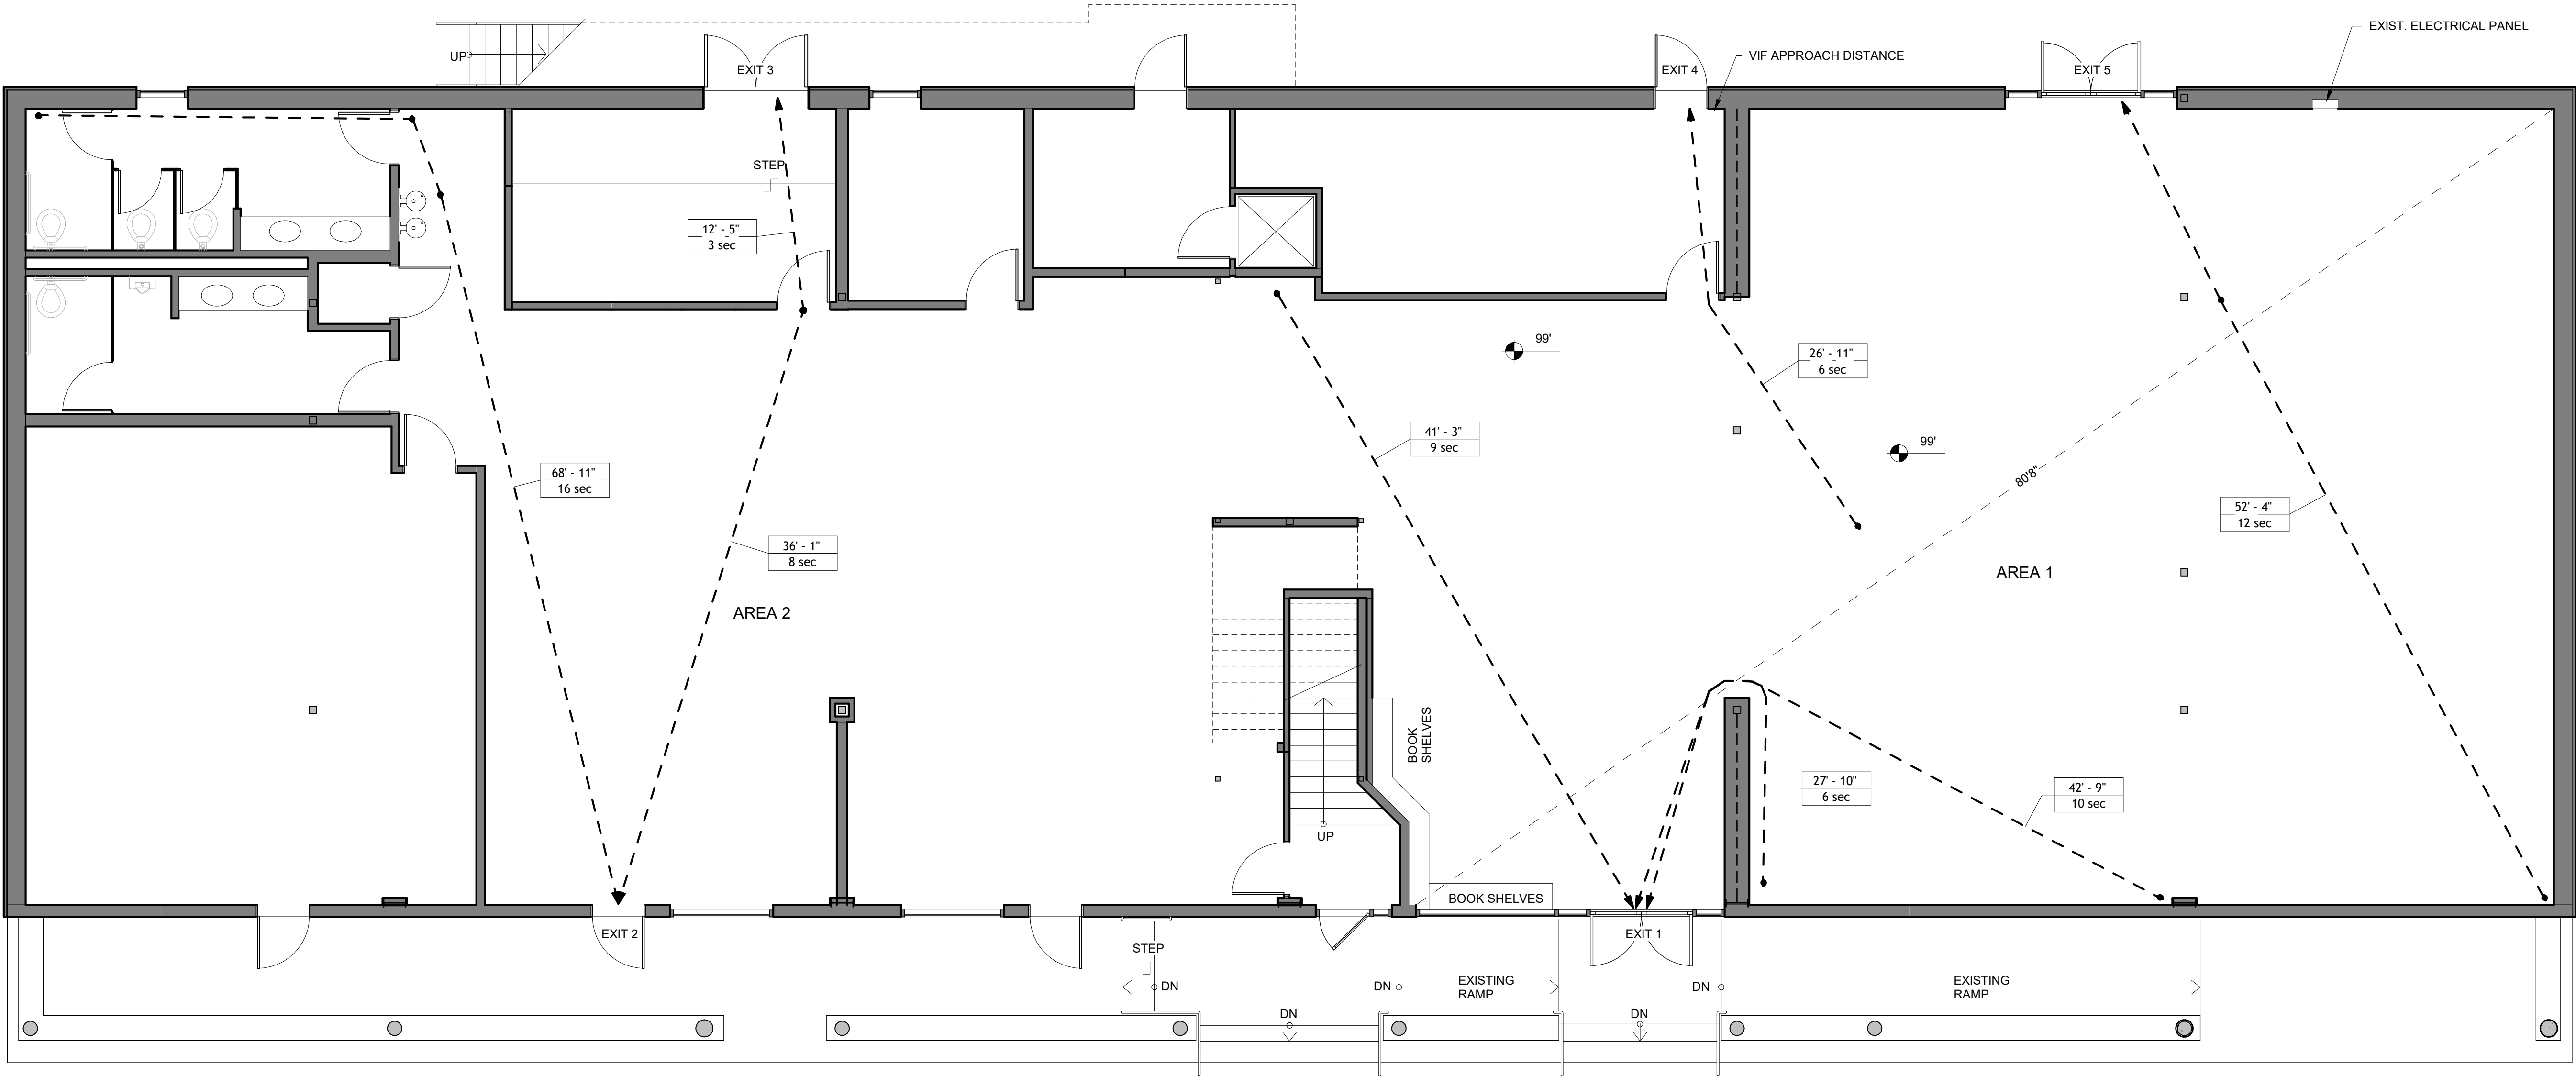 EXIST. ELECTRICAL PANEL
UP
EXIT 3
EXIT 4
VIF APPROACH DISTANCE
EXIT 5
STEP
12' - 5"
3 sec
99'
26' - 11"
6 sec
41' - 3"
9 sec
99'
68' - 11"
16 sec
80'8"
52' - 4"
12 sec
36' - 1"
8 sec
AREA 1
AREA 2
BOOK
SHELVES
27' - 10"
6 sec
42' - 9"
10 sec
UP
BOOK SHELVES
EXIT 2
EXIT 1
STEP
DN
DN
EXISTING
RAMP
DN
EXISTING
RAMP
DN
DN